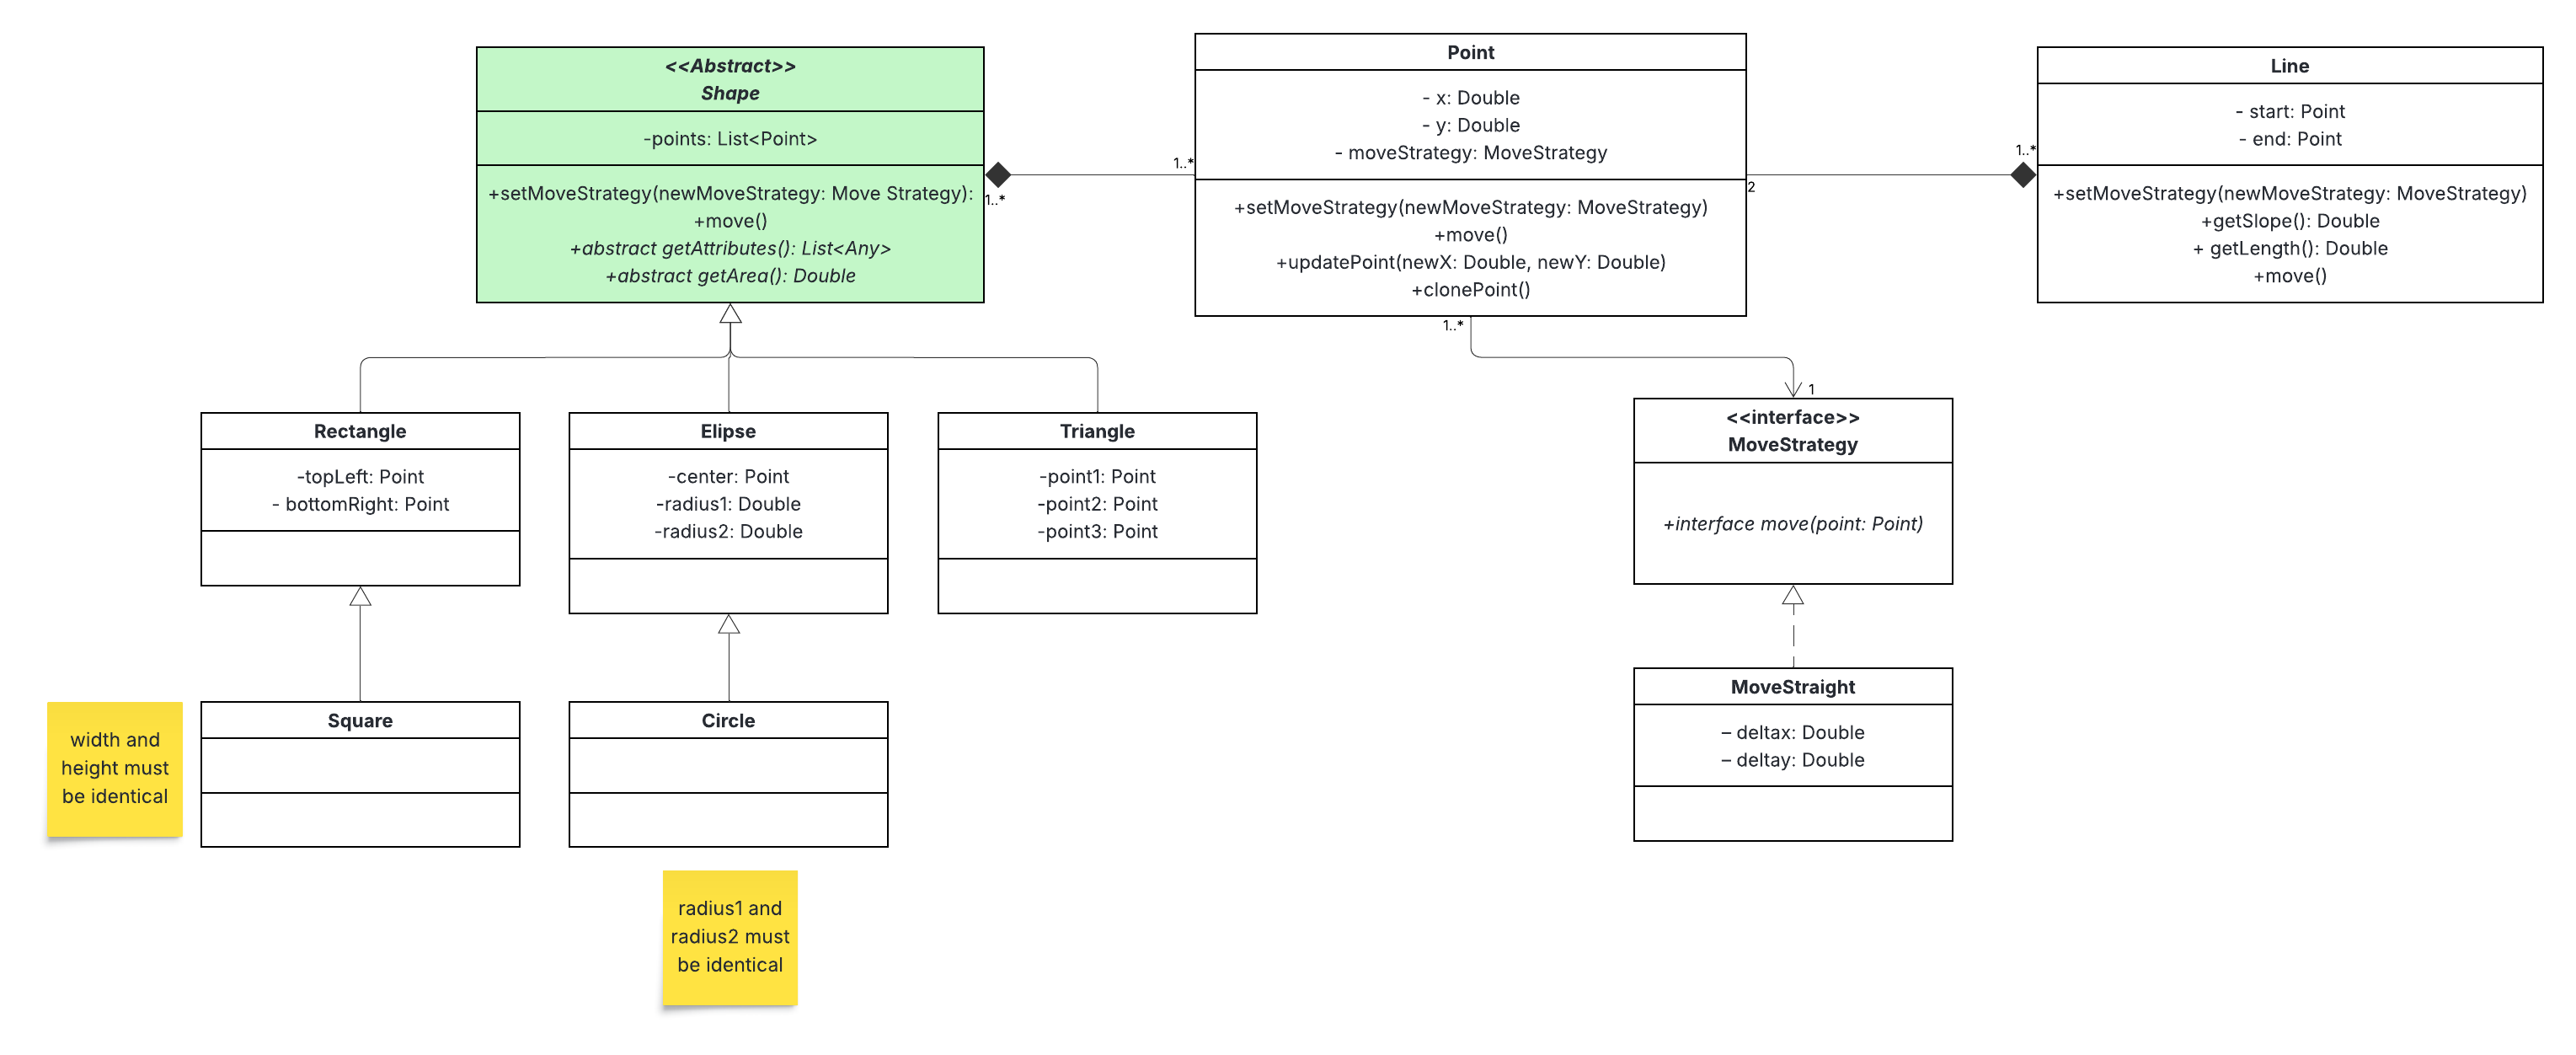 <<Abstract>>
Shape
-points: List<Point>
+setMoveStrategy(newMoveStrategy: Move Strategy):
+move()
+abstract getAttributes(): List<Any>
+abstract getArea(): Double
1..*
1..*
Point
- x: Double
- y: Double
- moveStrategy: MoveStrategy
+setMoveStrategy(newMoveStrategy: MoveStrategy)
+move()
+updatePoint(newX: Double, newY: Double)
+clonePoint()
2
1..*
Line
- start: Point
- end: Point
+setMoveStrategy(newMoveStrategy: MoveStrategy)
+getSlope(): Double
+ getLength(): Double
+move()
1..*
1
Rectangle
-topLeft: Point
- bottomRight: Point
Elipse
-center: Point
-radius1: Double
-radius2: Double
Triangle
-point1: Point
-point2: Point
-point3: Point
<<interface>>
MoveStrategy
+interface move(point: Point)
width and
height must
be identical
Square
Circle
MoveStraight
– deltax: Double
– deltay: Double
radius1 and
radius2 must
be identical